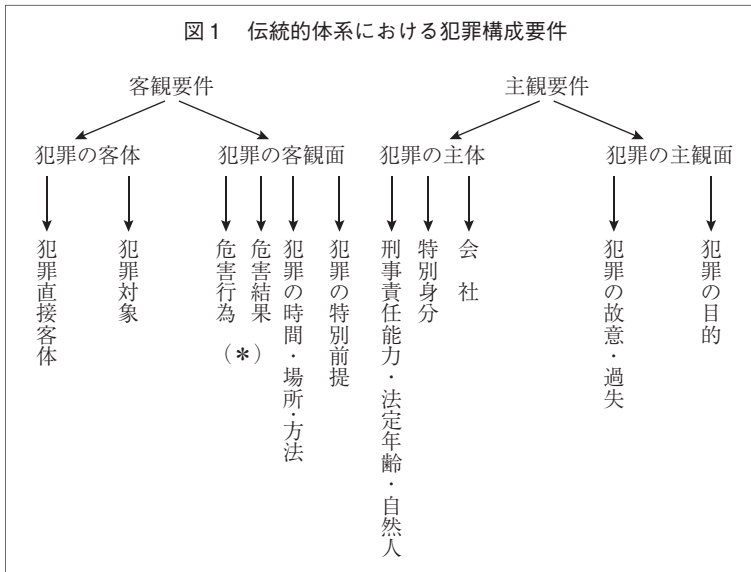 図1　伝統的体系における犯罪構成要件
客観要件
主観要件
犯罪の客体
犯罪の客観面
犯罪の主体
犯罪の主観面
犯罪直接客体
犯罪対象
危害行為
危害結果
（＊）
犯罪の時間・場所・方法
犯罪の特別前提
刑事責任能力・法定年齢・自然人
特別身分
会　社
犯罪の故意・過失
犯罪の目的